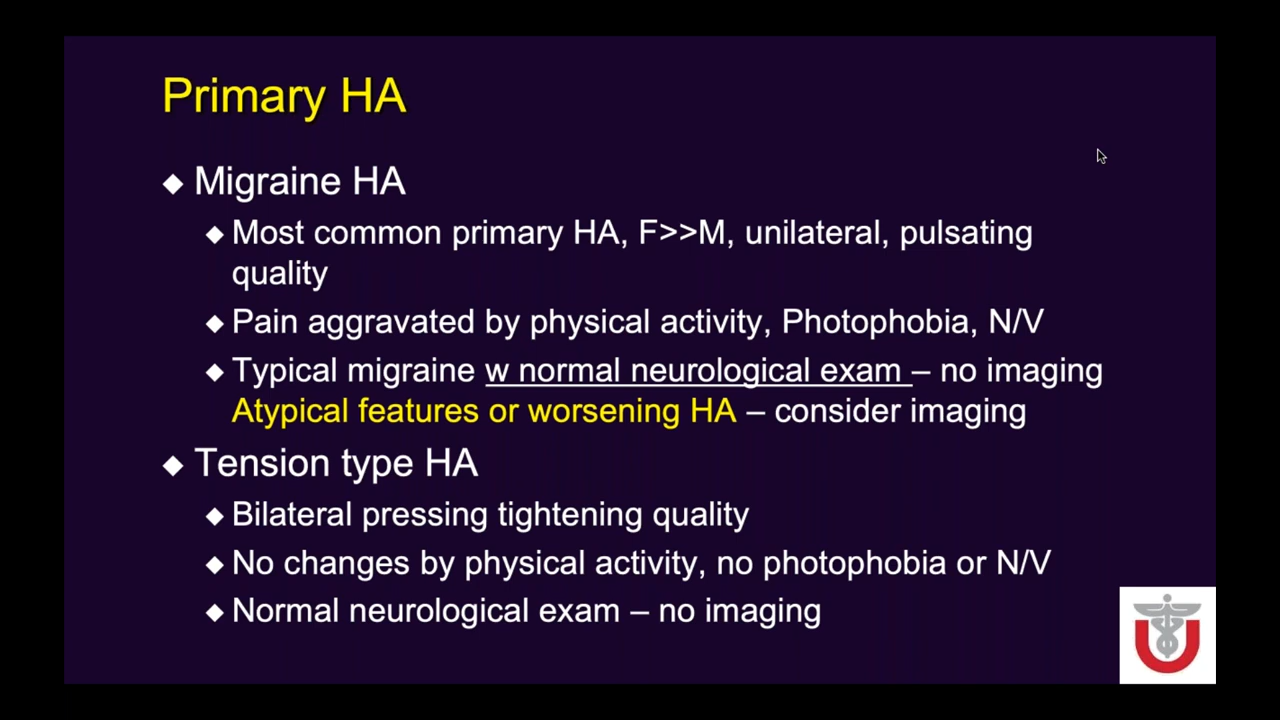 Primary HA
Migraine HA
Most common primary HA, F>>M, unilateral, pulsating
quality
Pain aggravated by physical activity, Photophobia, N/V
Typical migraine w normal neurological exam – no imaging
Atypical features or worsening HA – consider imaging
Tension type HA
Bilateral pressing tightening quality
No changes by physical activity, no photophobia or N/V
Normal neurological exam – no imaging
U